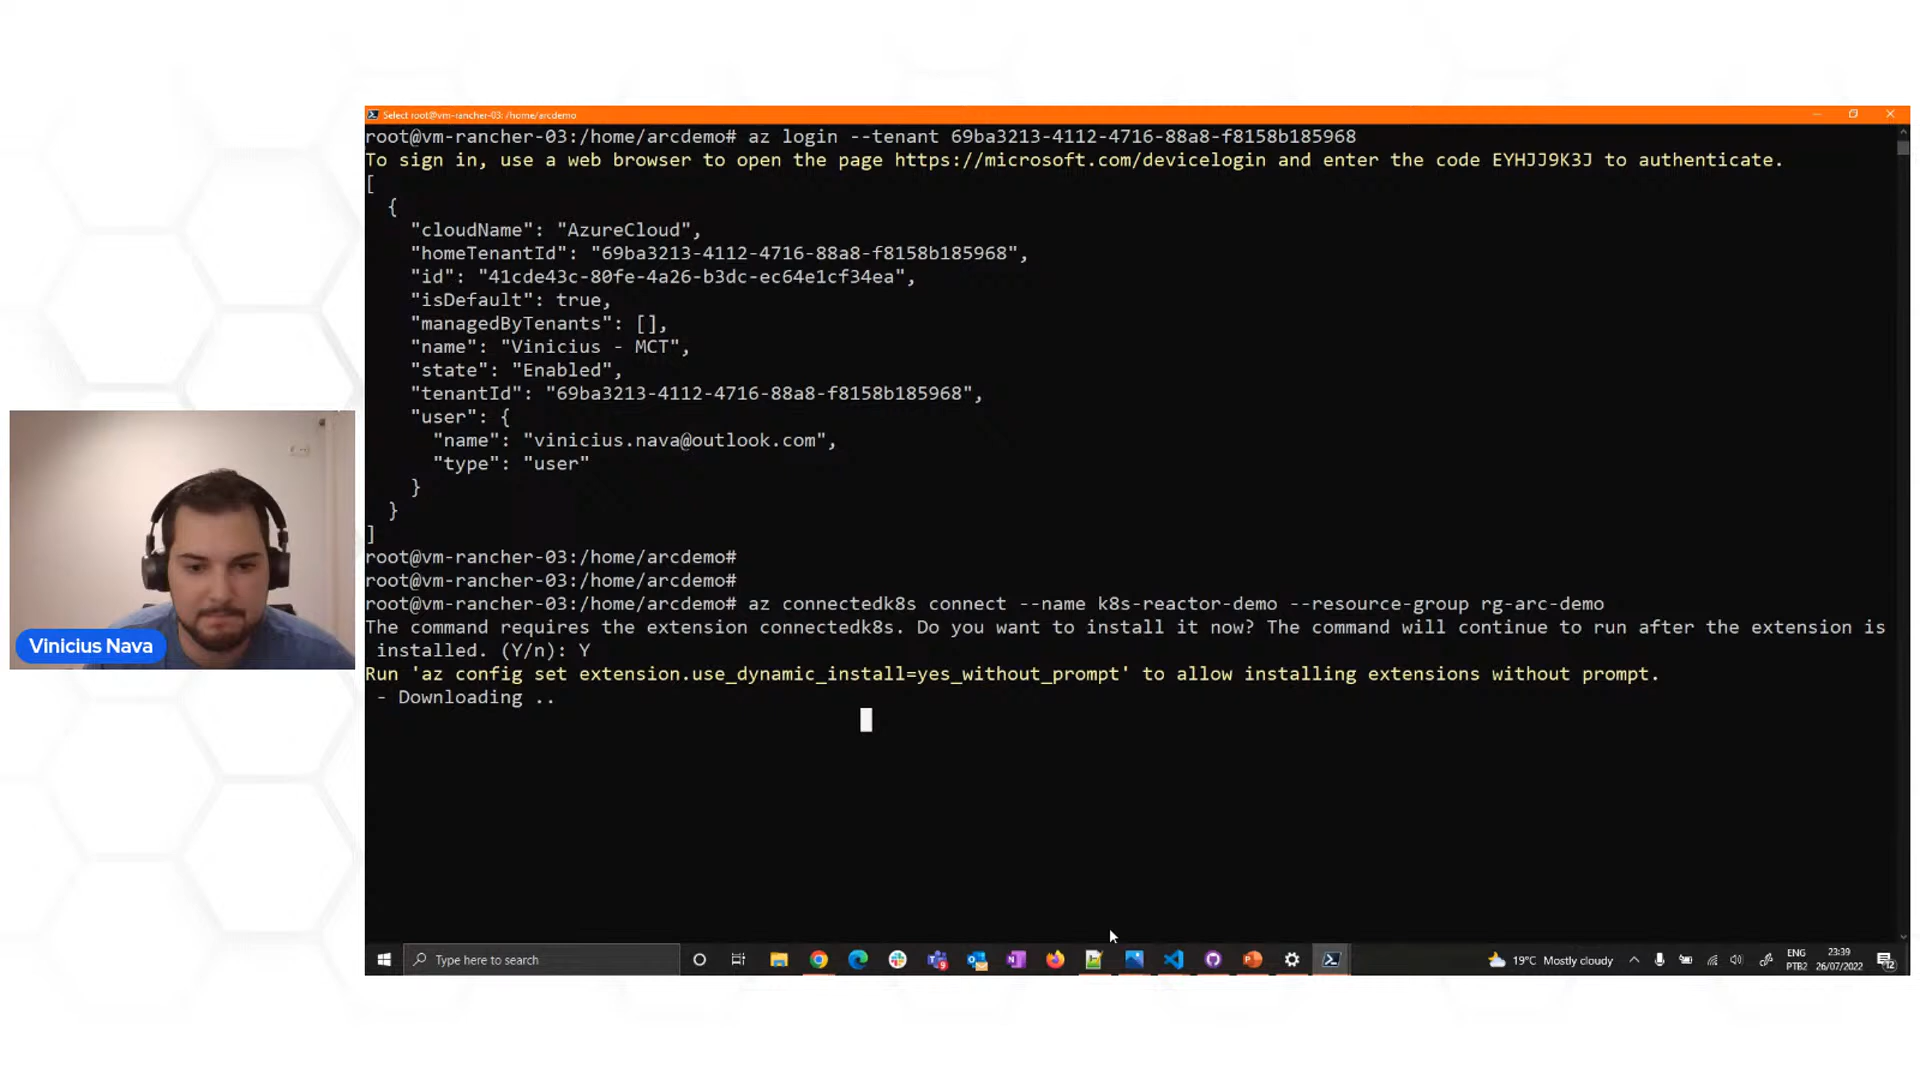 Select root@vm-rancher-03: /home/arcdemo
root@vm-rancher-03:/home/arcdemo# az login --tenant 69ba3213-4112-4716-88a8-f8158b185968
To sign in, use a web browser to open the page https://microsoft.com/devicelogin and enter the code EYHJJ9K3J to authenticate.
[
{
"cloudName": "AzureCloud",
"homeTenantId": "69ba3213-4112-4716-88a8-f8158b185968",
"id": "41cde43c-80fe-4a26-b3dc-ec64e1cf34ea",
"isDefault": true,
"managedByTenants": [],
"name": "Vinicius - MCT",
"state": "Enabled",
"tenantId": "69ba3213-4112-4716-88a8-f8158b185968",
"user": {
"name": "vinicius.nava@outlook.com",
"type": "user"
}
}
]
root@vm-rancher-03:/home/arcdemo#
root@vm-rancher-03:/home/arcdemo#
root@vm-rancher-03:/home/arcdemo# az connectedk8s connect --name k8s-reactor-demo --resource-group rg-arc-demo
The command requires the extension connectedk8s. Do you want to install it now? The command will continue to run after the extension is
installed. (Y/n): Y
Run 'az config set extension.use_dynamic_install=yes_without_prompt' to allow installing extensions without prompt.
- Downloading ..
Vinicius Nava
Type here to search
19°C Mostly cloudy
ENG
PTB2
23:39
26/07/2022